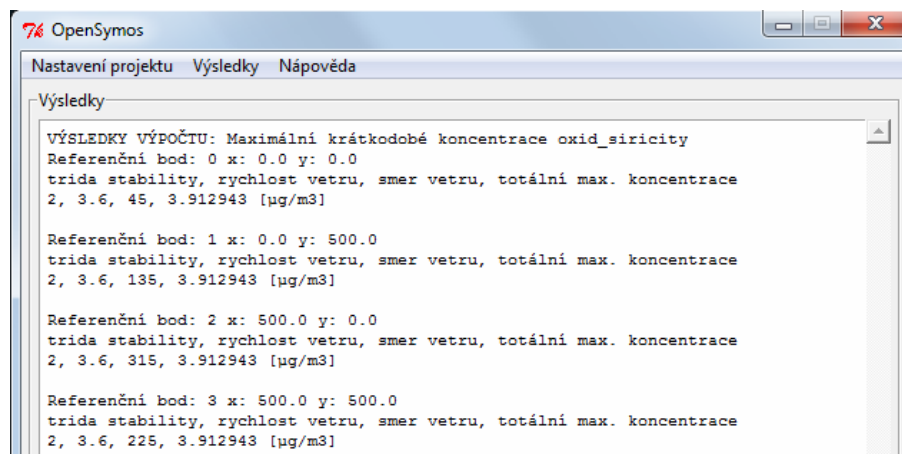 OpenSymos
Nastavení projektu Výsledky Nápověda
Výsledky
VÝSLEDKY VÝPOČTU: Maximální krátkodobé koncentrace oxid_siricity
Referenční bod: 0 x: 0.0 y: 0.0
trida stability, rychlost vetru, smer vetru, totální max. koncentrace
2, 3.6, 45, 3.912943 [µg/m3]
Referenční bod: 1 x: 0.0 y: 500.0
trida stability, rychlost vetru, smer vetru, totální max. koncentrace
2, 3.6, 135, 3.912943 [µg/m3]
Referenční bod: 2 x: 500.0 y: 0.0
trida stability, rychlost vetru, smer vetru, totální max. koncentrace
2, 3.6, 315, 3.912943 [µg/m3]
Referenční bod: 3 x: 500.0 y: 500.0
trida stability, rychlost vetru, smer vetru, totální max. koncentrace
2, 3.6, 225, 3.912943 [µg/m3]